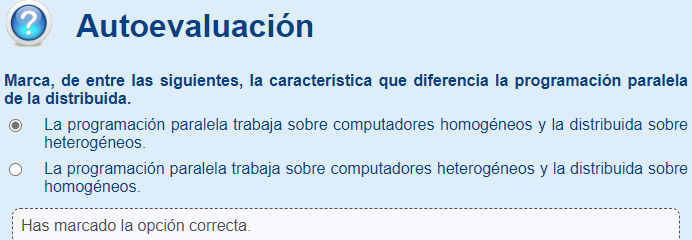 Autoevaluación
Marca, de entre las siguientes, la característica que diferencia la programación paralela
de la distribuida.
La programación paralela trabaja sobre computadores homogéneos y la distribuida sobre
heterogéneos.
La programación paralela trabaja sobre computadores heterogéneos y la distribuida sobre
homogéneos.
Has marcado la opción correcta.